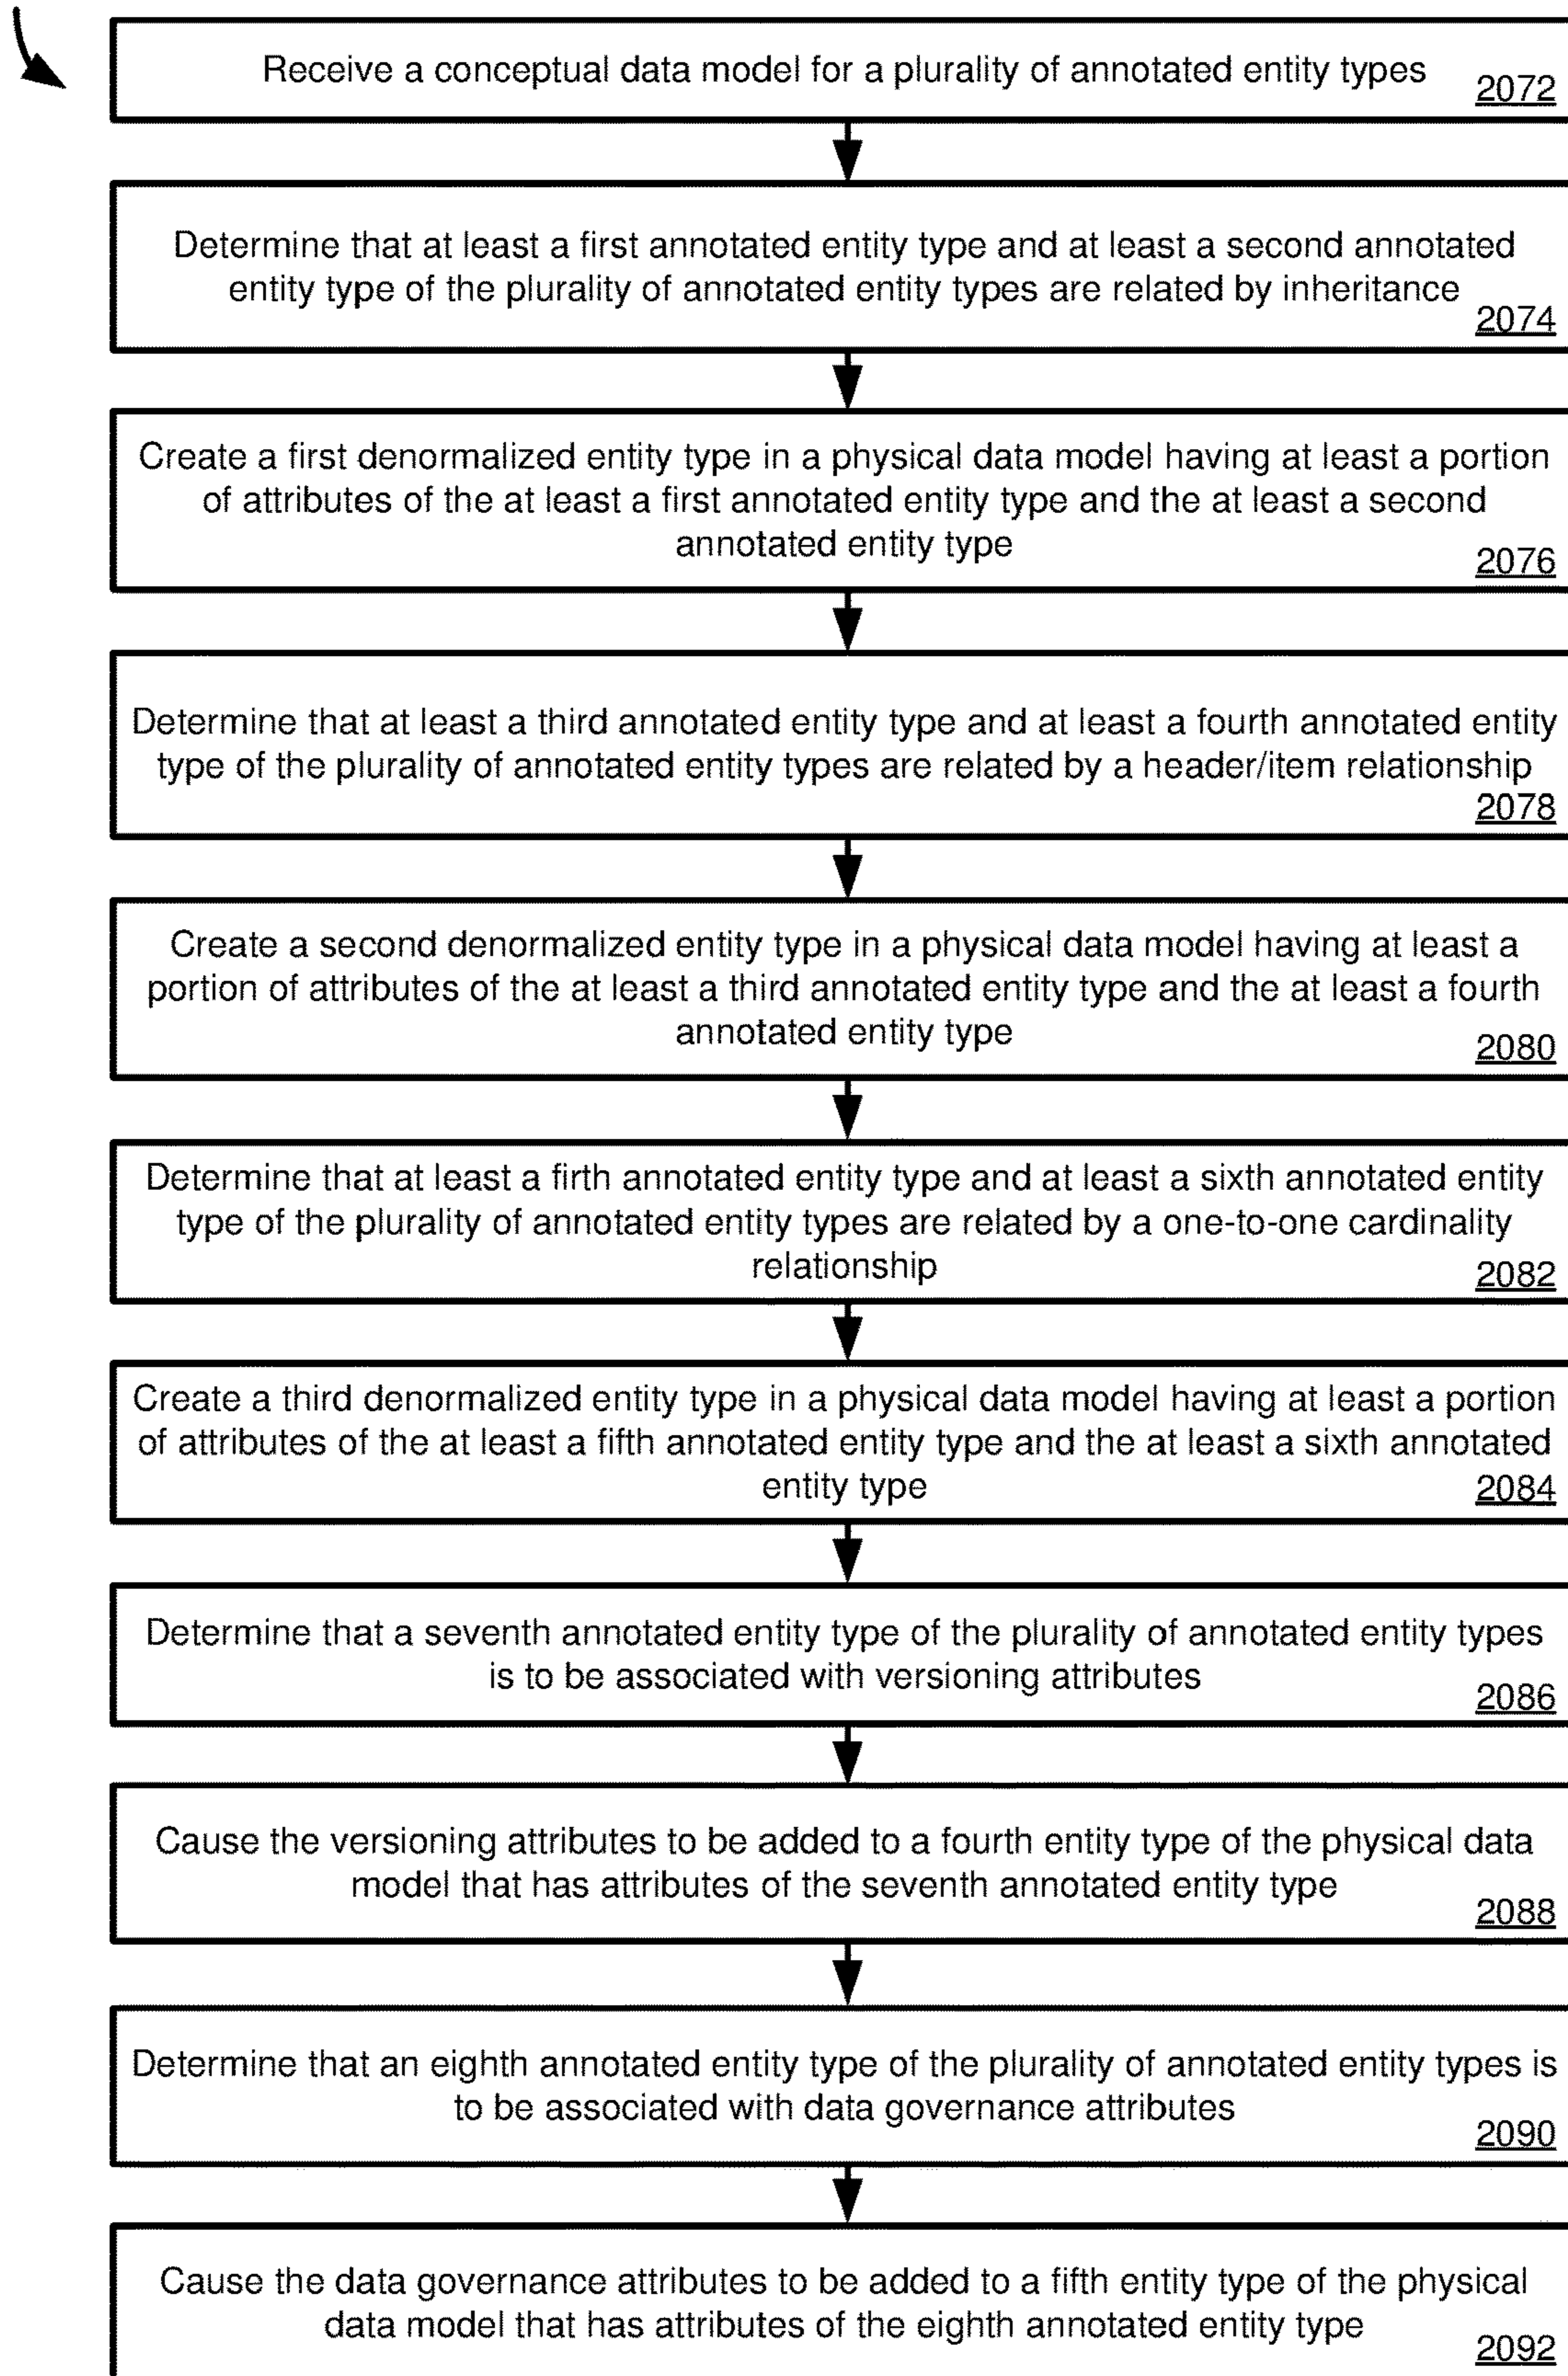 Receive a conceptual data model for a plurality of annotated entity types
2072
Determine that at least a first annotated entity type and at least a second annotated
entity type of the plurality of annotated entity types are related by inheritance
2074
Create a first denormalized entity type in a physical data model having at least a portion
of attributes of the at least a first annotated entity type and the at least a second
annotated entity type
2076
Determine that at least a third annotated entity type and at least a fourth annotated entity
type of the plurality of annotated entity types are related by a header/item relationship
2078
Create a second denormalized entity type in a physical data model having at least a
portion of attributes of the at least a third annotated entity type and the at least a fourth
annotated entity type
2080
Determine that at least a firth annotated entity type and at least a sixth annotated entity
type of the plurality of annotated entity types are related by a one-to-one cardinality
relationship
2082
Create a third denormalized entity type in a physical data model having at least a portion
of attributes of the at least a fifth annotated entity type and the at least a sixth annotated
entity type
2084
Determine that a seventh annotated entity type of the plurality of annotated entity types
is to be associated with versioning attributes
2086
Cause the versioning attributes to be added to a fourth entity type of the physical data
model that has attributes of the seventh annotated entity type
2088
Determine that an eighth annotated entity type of the plurality of annotated entity types is
to be associated with data governance attributes
2090
Cause the data governance attributes to be added to a fifth entity type of the physical
data model that has attributes of the eighth annotated entity type
2092